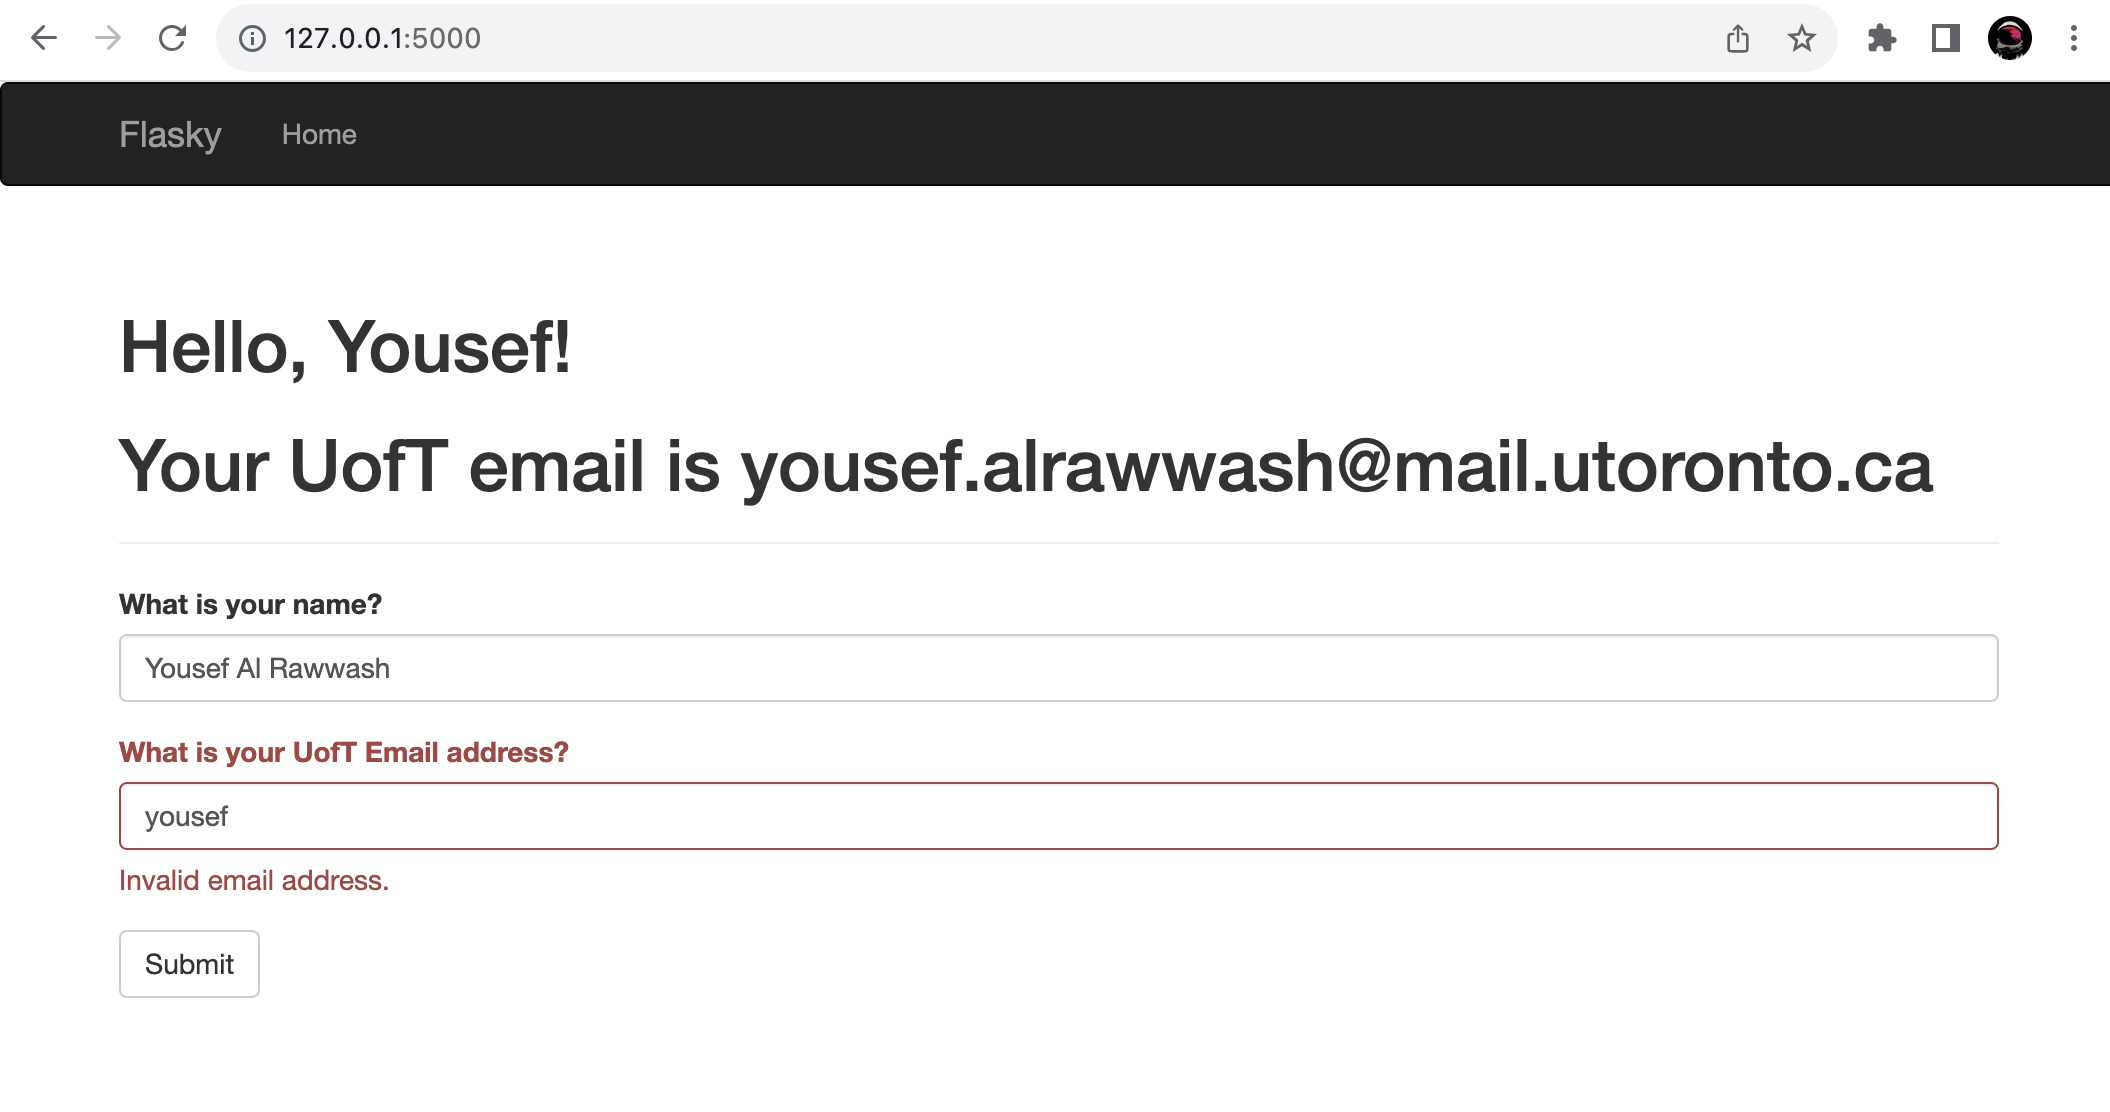 127.0.0.1:5000
Flasky Home
Hello, Yousef!
Your UofT email is yousef.alrawwash@mail.utoronto.ca
What is your name?
Yousef Al Rawwash
What is your UofT Email address?
yousef
Invalid email address.
Submit